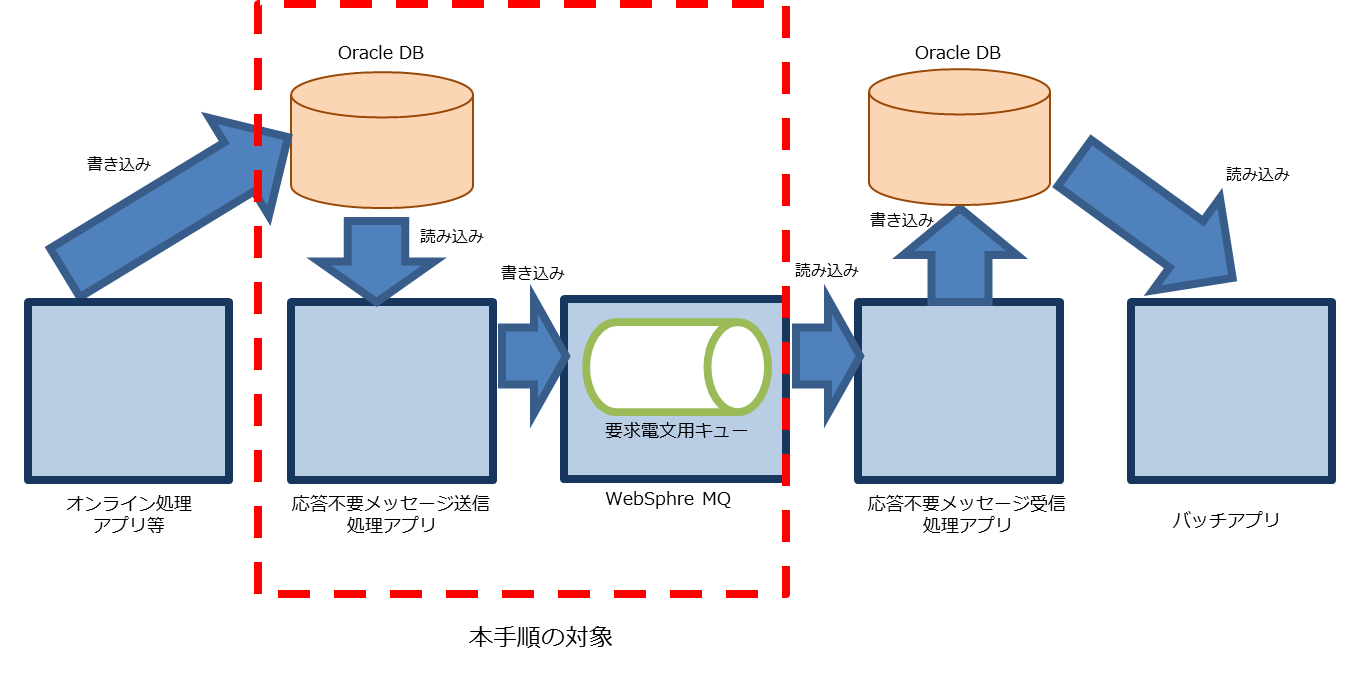 Oracle DB
Oracle DB
書き込み
読み込み
読み込み
書き込み
書き込み
読み込み
要求電文用キュー
オンライン処理
アプリ等
応答不要メッセージ送信
処理アプリ
WebSphre MQ
応答不要メッセージ受信
処理アプリ
バッチアプリ
本手順の対象